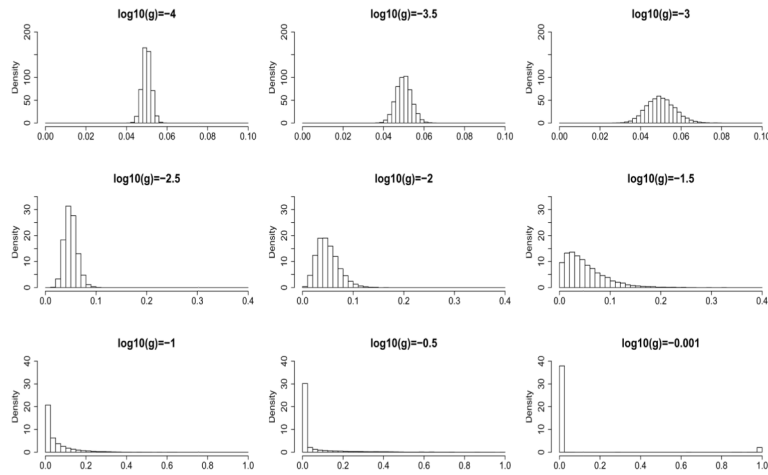 log10(g)=−4 log10(g)=−3.5 log10(g)=−3
Density 0 50 100 200 Density 0 50 100 200 Density 0 50 100 200
0.00 0.02 0.04 0.06 0.08 0.10 0.00 0.02 0.04 0.06 0.08 0.10 0.00 0.02 0.04 0.06 0.08 0.10
log10(g)=−2.5 log10(g)=−2 log10(g)=−1.5
Density 0 10 20 30 Density 0 10 20 30 Density 0 10 20 30
0.0 0.1 0.2 0.3 0.4 0.0 0.1 0.2 0.3 0.4 0.0 0.1 0.2 0.3 0.4
log10(g)=−1 log10(g)=−0.5 log10(g)=−0.001
Density 0 10 20 30 40 Density 0 10 20 30 40 Density 0 10 20 30 40
0.0 0.2 0.4 0.6 0.8 1.0 0.0 0.2 0.4 0.6 0.8 1.0 0.0 0.2 0.4 0.6 0.8 1.0